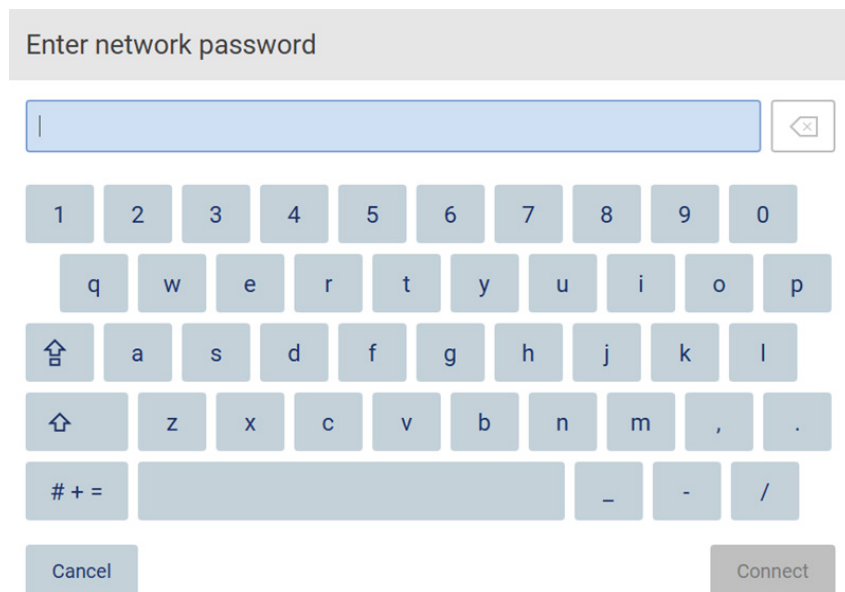 Enter network password
1 2 3 4 5 6 7 8 9 0
q w e r t y u i o p
a s d f g h j k l
z x c v b n m , .
# + = _ - /
Cancel Connect